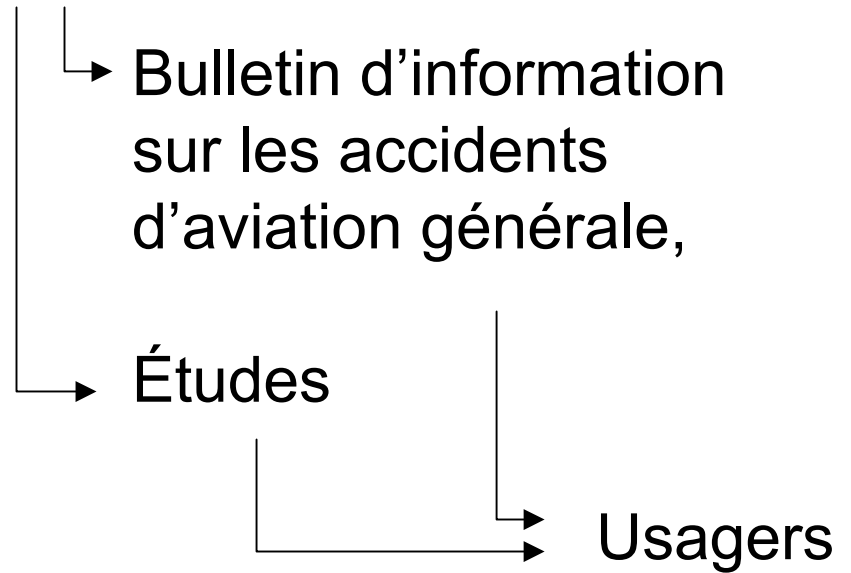 Bulletin d’information
sur les accidents
d’aviation générale,
Études
Usagers